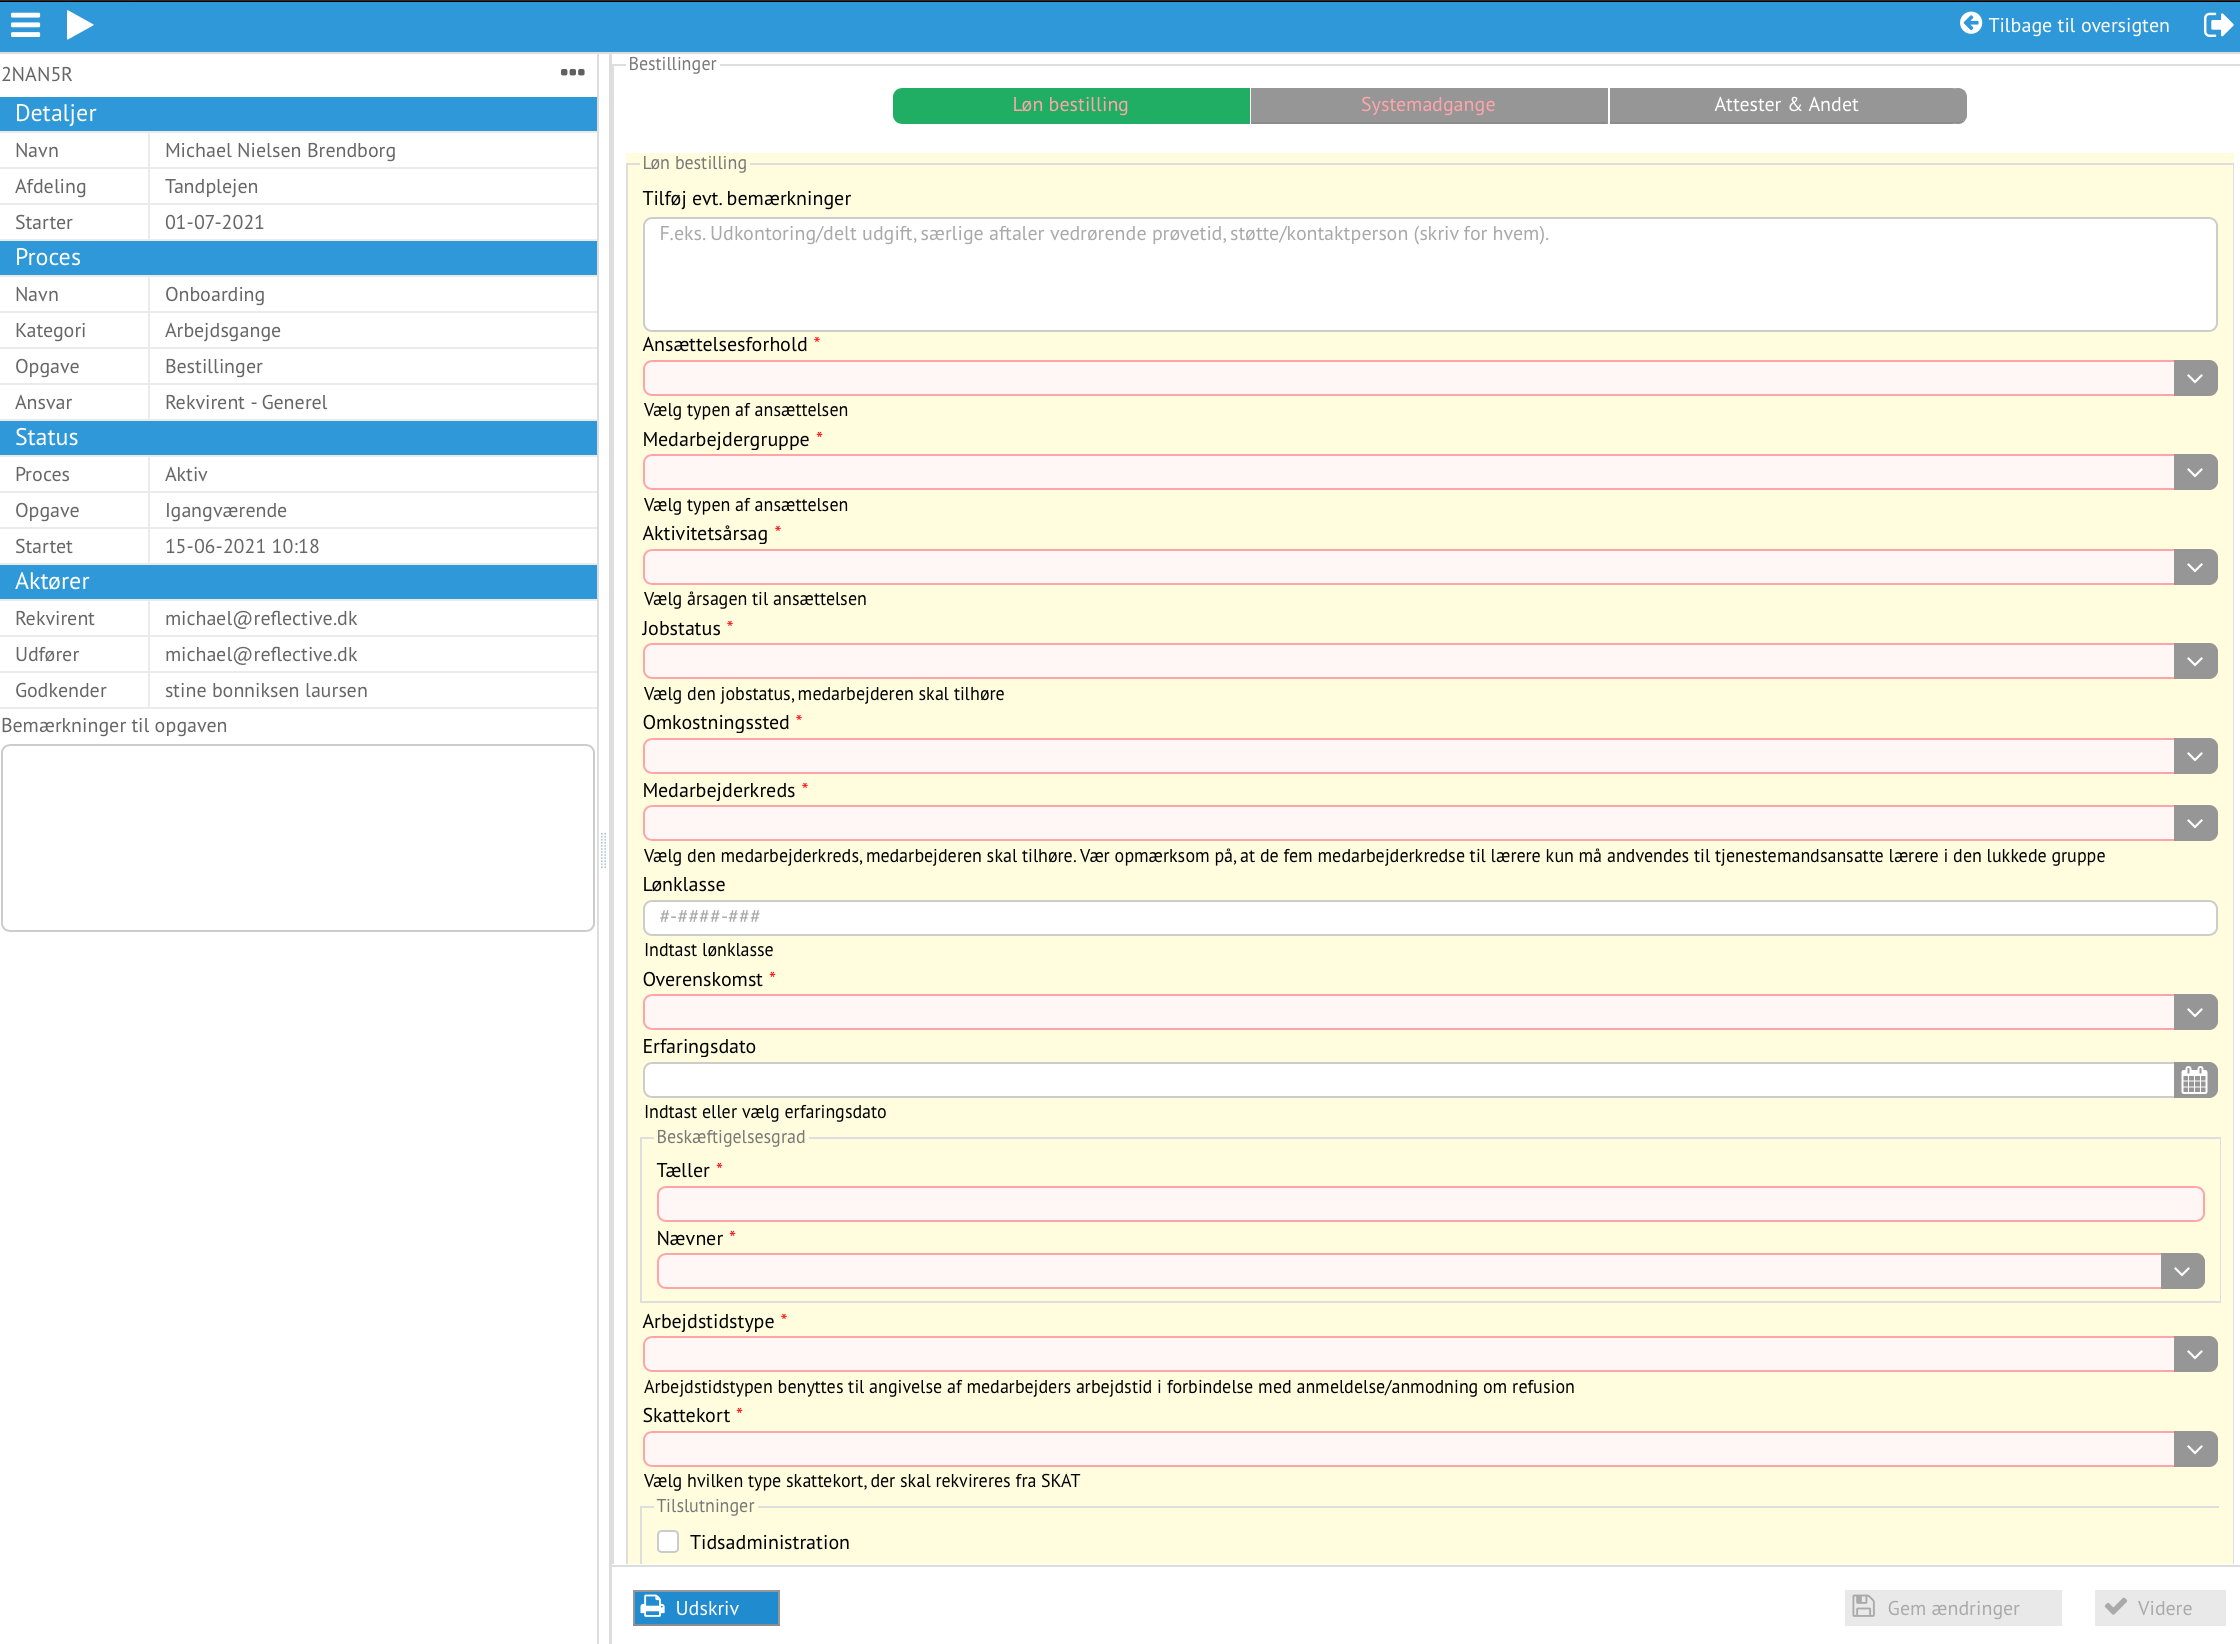 Tilbage til oversigten
2NAN5R
Detaljer
Navn Michael Nielsen Brendborg
Afdeling Tandplejen
Starter 01-07-2021
Proces
Navn Onboarding
Kategori Arbejdsgange
Opgave Bestillinger
Ansvar Rekvirent - Generel
Status
Proces Aktiv
Opgave Igangværende
Startet 15-06-2021 10:18
Aktører
Rekvirent michael@reflective.dk
Udfører michael@reflective.dk
Godkender stine bonniksen laursen
Bemærkninger til opgaven
Bestillinger
Løn bestilling Systemadgange Attester & Andet
Løn bestilling
Tilføj evt. bemærkninger
F.eks. Udkontoring/delt udgift, særlige aftaler vedrørende prøvetid, støtte/kontaktperson (skriv for hvem).
Ansættelsesforhold *
Vælg typen af ansættelsen
Medarbejdergruppe *
Vælg typen af ansættelsen
Aktivitetsårsag *
Vælg årsagen til ansættelsen
Jobstatus *
Vælg den jobstatus, medarbejderen skal tilhøre
Omkostningssted *
Medarbejderkreds *
Vælg den medarbejderkreds, medarbejderen skal tilhøre. Vær opmærksom på, at de fem medarbejderkredse til lærere kun må andvendes til tjenestemandsansatte lærere i den lukkede gruppe
Lønklasse
#-####-###
Indtast lønklasse
Overenskomst *
Erfaringsdato
Indtast eller vælg erfaringsdato
Beskæftigelsesgrad
Tæller *
Nævner *
Arbejdstidstype *
Arbejdstidstypen benyttes til angivelse af medarbejders arbejdstid i forbindelse med anmeldelse/anmodning om refusion
Skattekort *
Vælg hvilken type skattekort, der skal rekvireres fra SKAT
Tilslutninger
Tidsadministration
Udskriv Gem ændringer Videre